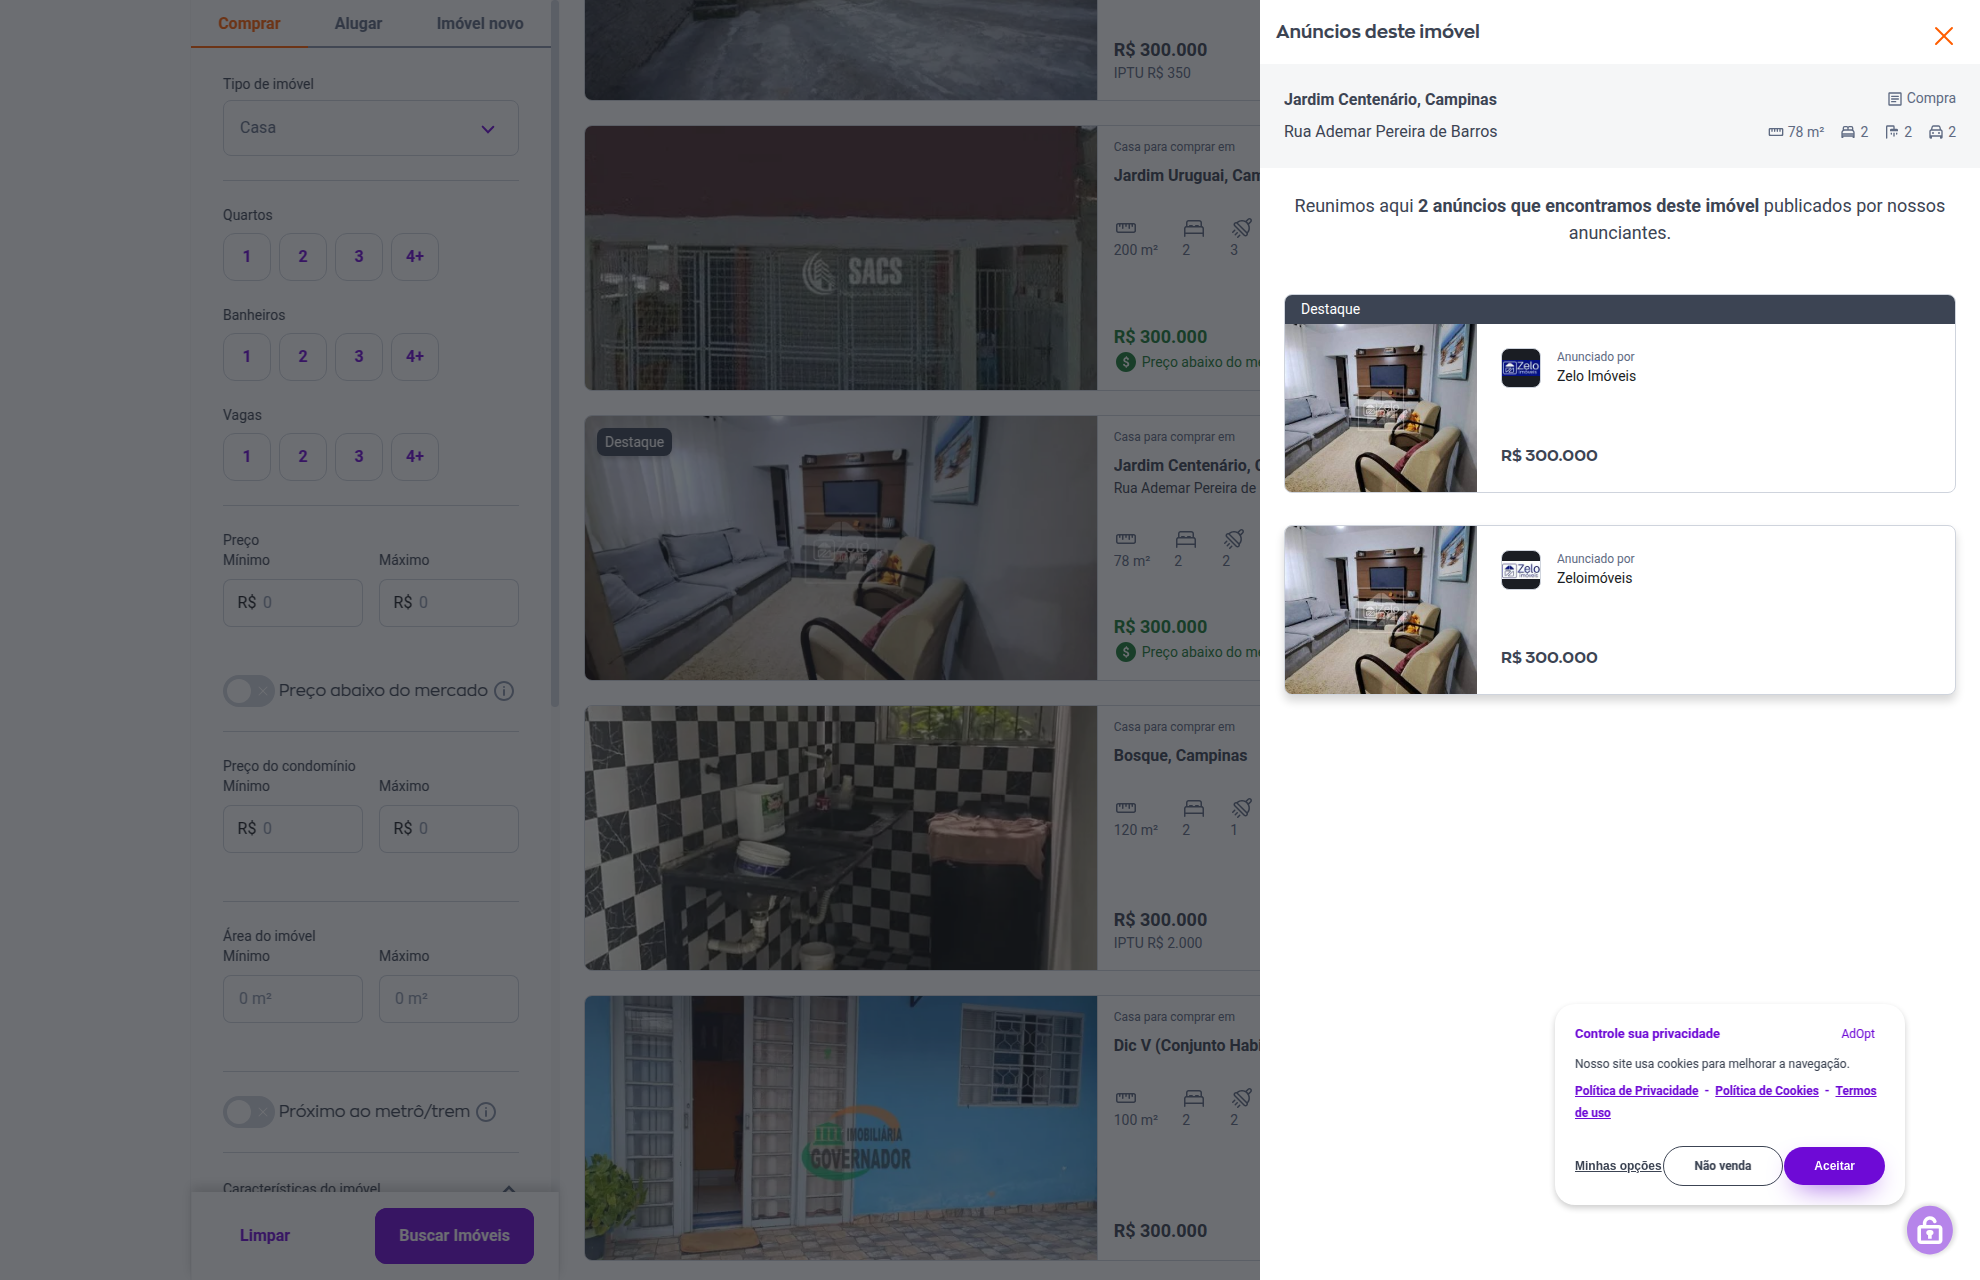 Comprar
Alugar
Imóvel novo
Tipo de imóvel
Casa
Quartos
1
2
3
4+
Banheiros
1
2
3
4+
Vagas
1
2
3
4+
Preço
Mínimo
Máximo
R$ 0
R$ 0
Preço abaixo do mercado
Preço do condomínio
Mínimo
Máximo
R$ 0
R$ 0
Área do imóvel
Mínimo
Máximo
0 m²
0 m²
Próximo ao metrô/trem
Características do imóvel
Limpar
Buscar Imóveis
R$ 300.000
IPTU R$ 350
SACS
Casa para comprar em
Jardim Uruguai, Cam
200 m²
2
3
R$ 300.000
Preço abaixo do me
Destaque
Zelo
Casa para comprar em
Jardim Centenário, C
Rua Ademar Pereira de
78 m²
2
2
R$ 300.000
Preço abaixo do me
Casa para comprar em
Bosque, Campinas
120 m²
2
1
R$ 300.000
IPTU R$ 2.000
IMOBILIÁRIA
GOVERNADOR
Casa para comprar em
Dic V (Conjunto Habi
100 m²
2
2
R$ 300.000
Anúncios deste imóvel
Jardim Centenário, Campinas
Compra
Rua Ademar Pereira de Barros
78 m²
2
2
2
Reunimos aqui 2 anúncios que encontramos deste imóvel publicados por nossos
anunciantes.
Destaque
Zelo
imóveis
Anunciado por
Zelo Imóveis
R$ 300.000
Zelo
imóveis
Anunciado por
Zeloimóveis
R$ 300.000
Controle sua privacidade
AdOpt
Nosso site usa cookies para melhorar a navegação.
Política de Privacidade - Política de Cookies - Termos
de uso
Minhas opções
Não venda
Aceitar